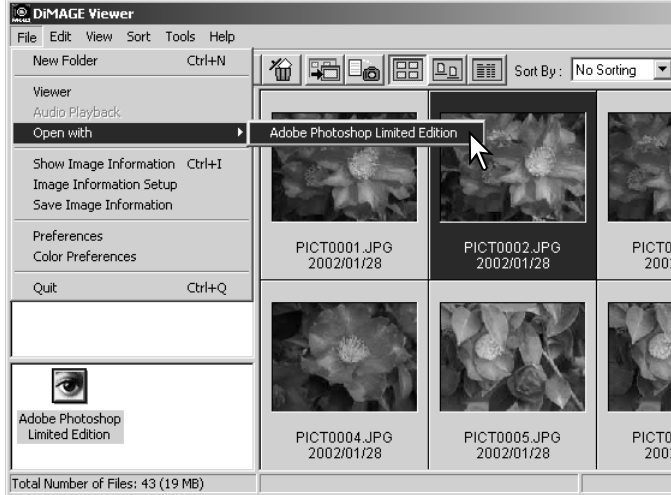 DiMAGE Viewer
File Edit View Sort Tools Help
New Folder Ctrl+N
Viewer
Audio Playback
Open with
Adobe Photoshop Limited Edition
Show Image Information Ctrl+I
Image Information Setup
Save Image Information
Preferences
Color Preferences
Quit Ctrl+Q
Sort By : No Sorting
PICT0001.JPG
2002/01/28
PICT0002.JPG
2002/01/28
PICT0004.JPG
2002/01/28
PICT0005.JPG
2002/01/28
Adobe Photoshop
Limited Edition
Total Number of Files: 43 (19 MB)